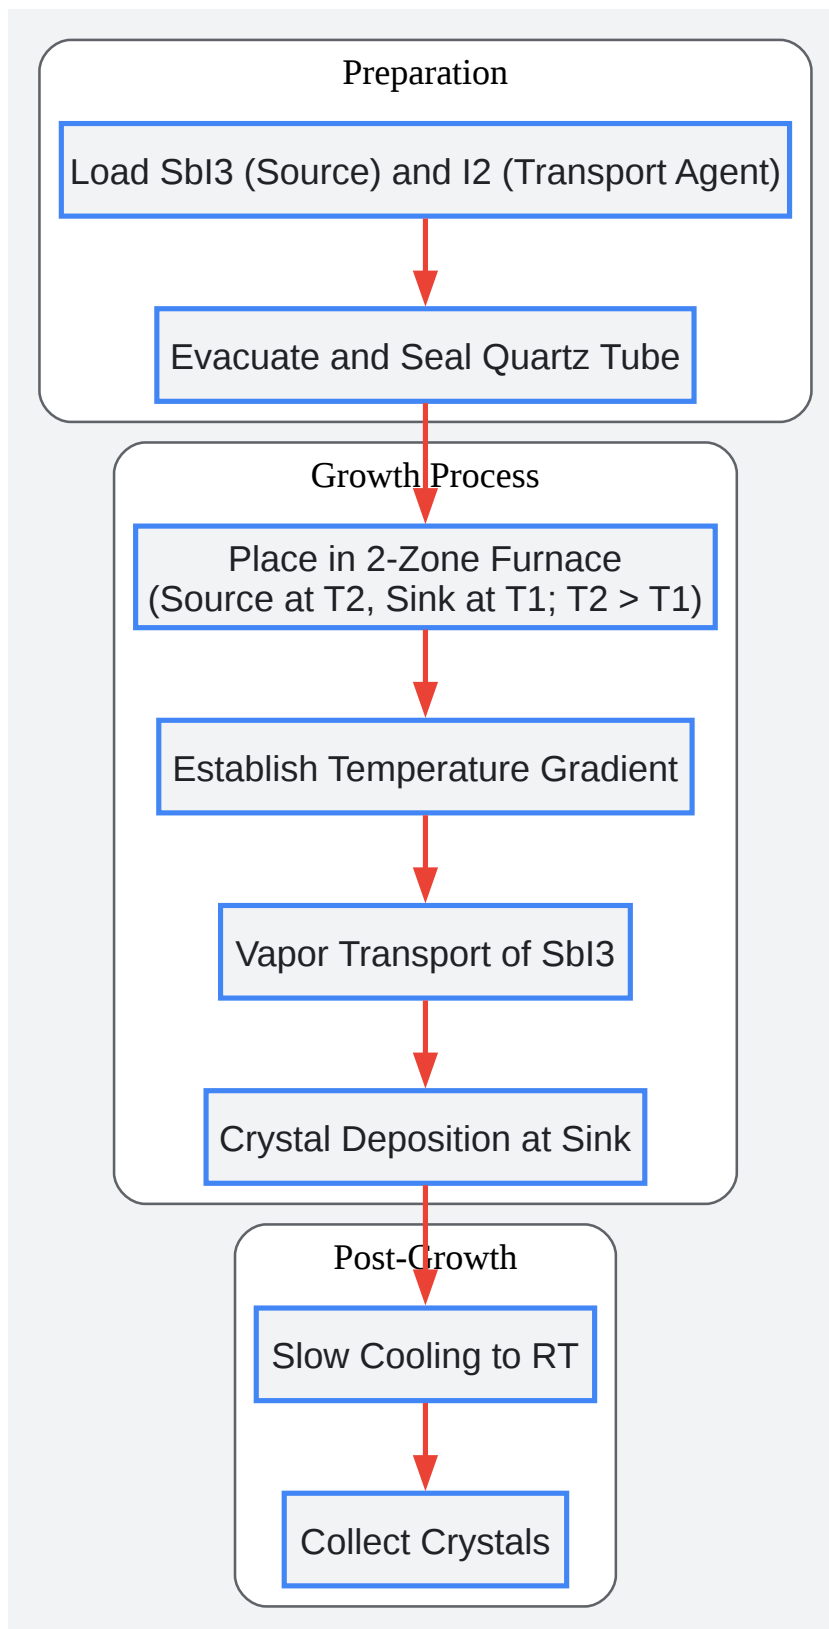 Preparation
Load SbI3 (Source) and I2 (Transport Agent)
Evacuate and Seal Quartz Tube
Growth Process
Place in 2-Zone Furnace
(Source at T2, Sink at T1; T2 > T1)
Establish Temperature Gradient
Vapor Transport of SbI3
Crystal Deposition at Sink
Post-Growth
Slow Cooling to RT
Collect Crystals